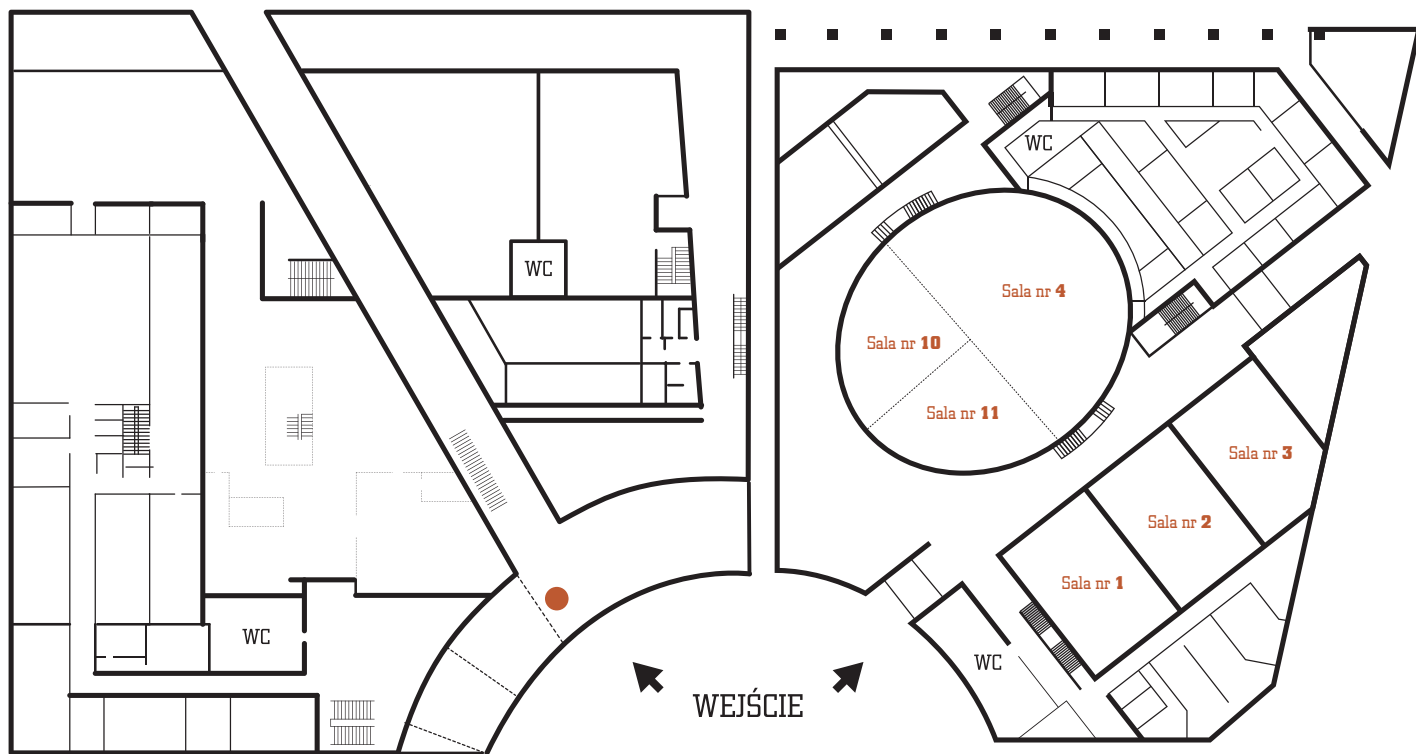 WC
WC
Sala nr 4
Sala nr 10
Sala nr 11
Sala nr 3
Sala nr 2
Sala nr 1
WC
WC
WEJŚCIE